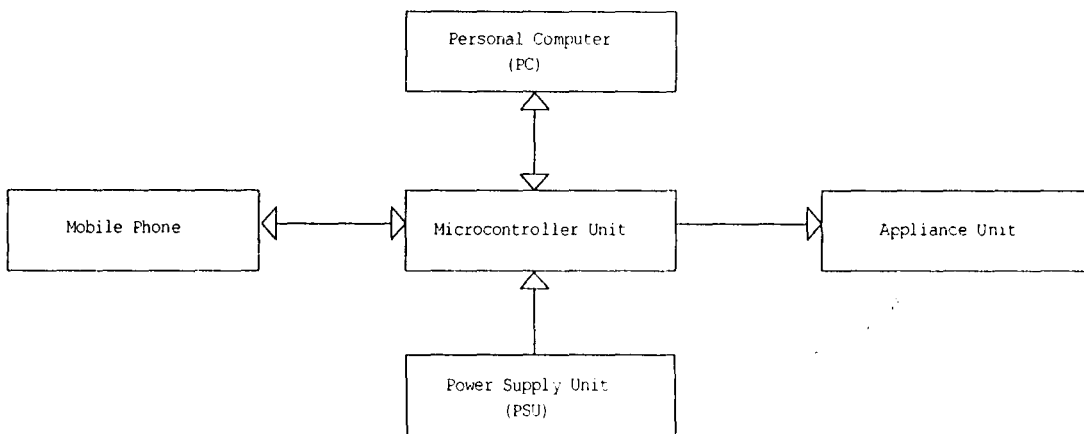 Personal Computer
(PC)
Mobile Phone
Microcontroller Unit
Appliance Unit
Power Supply Unit
(PSU)